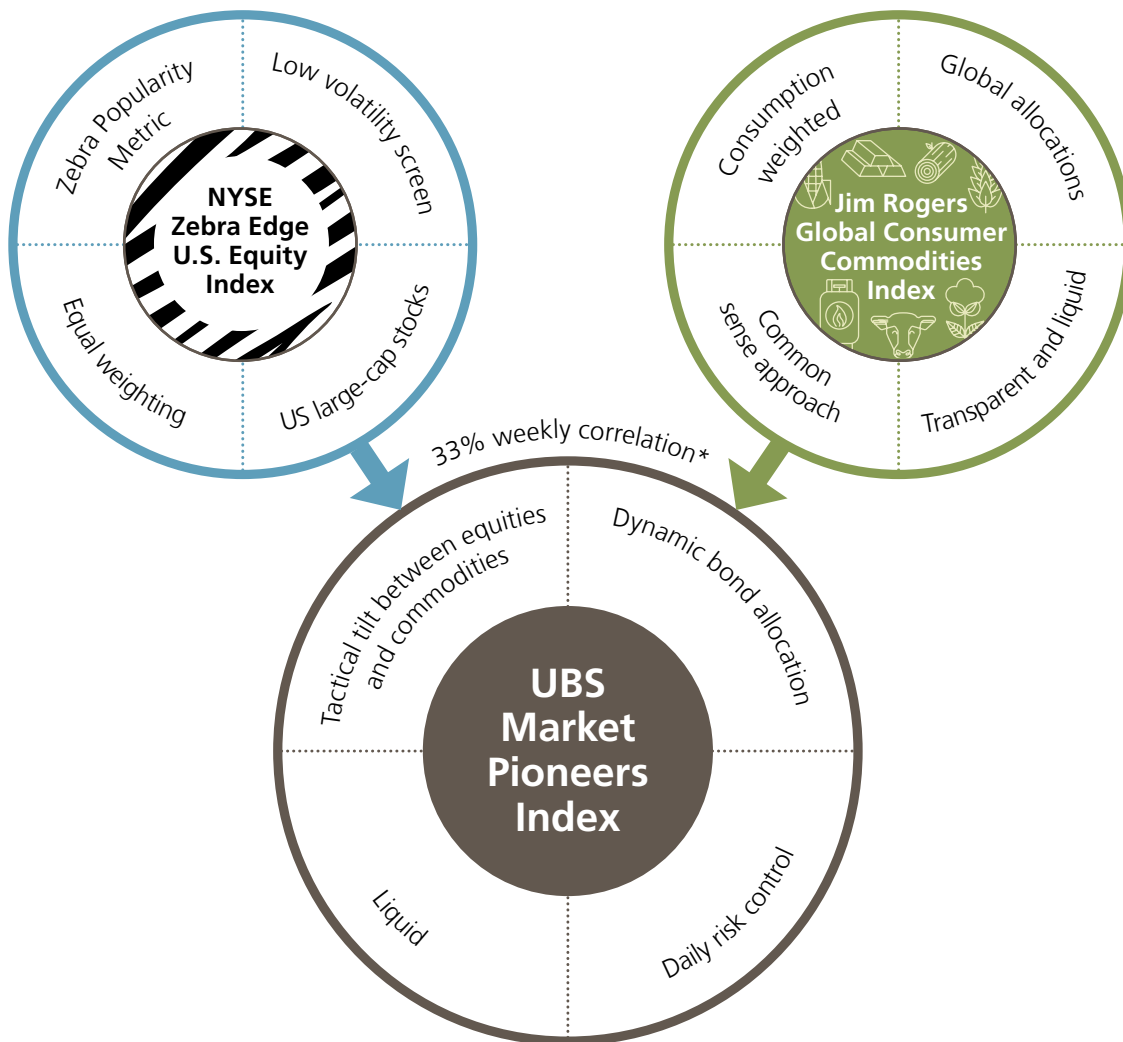 Zebra Popularity
Metric
Low volatility screen
NYSE
Zebra Edge
U.S. Equity
Index
Equal weighting
US large-cap stocks
Consumption
weighted
Global allocations
Jim Rogers
Global Consumer
Commodities
Index
Common
sense approach
Transparent and liquid
33% weekly correlation*
Tactical tilt between equities
and commodities
Dynamic bond allocation
UBS
Market
Pioneers
Index
Liquid
Daily risk control